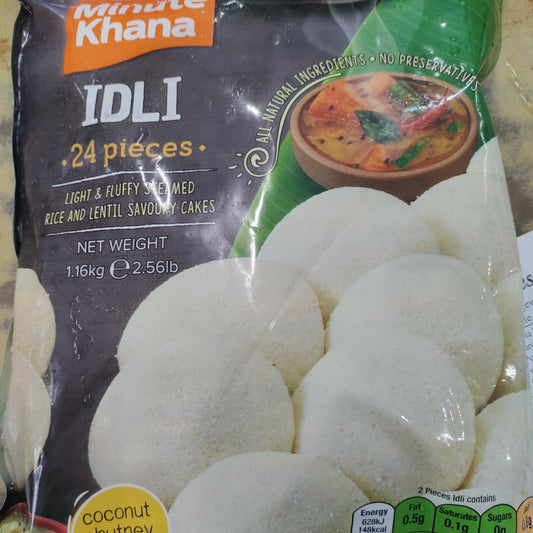 Minute
Khana
IDLI
• 24 pieces •
LIGHT & FLUFFY STEAMED
RICE AND LENTIL SAVOURY CAKES
NET WEIGHT
1.16kg ℮ 2.56lb
ALL NATURAL INGREDIENTS • NO PRESERVATIVES
coconut
chutney
2 Pieces Idli contains
Energy
628kJ
148kcal
Fat
0.5g
Saturates
0.1g
Sugars
0g